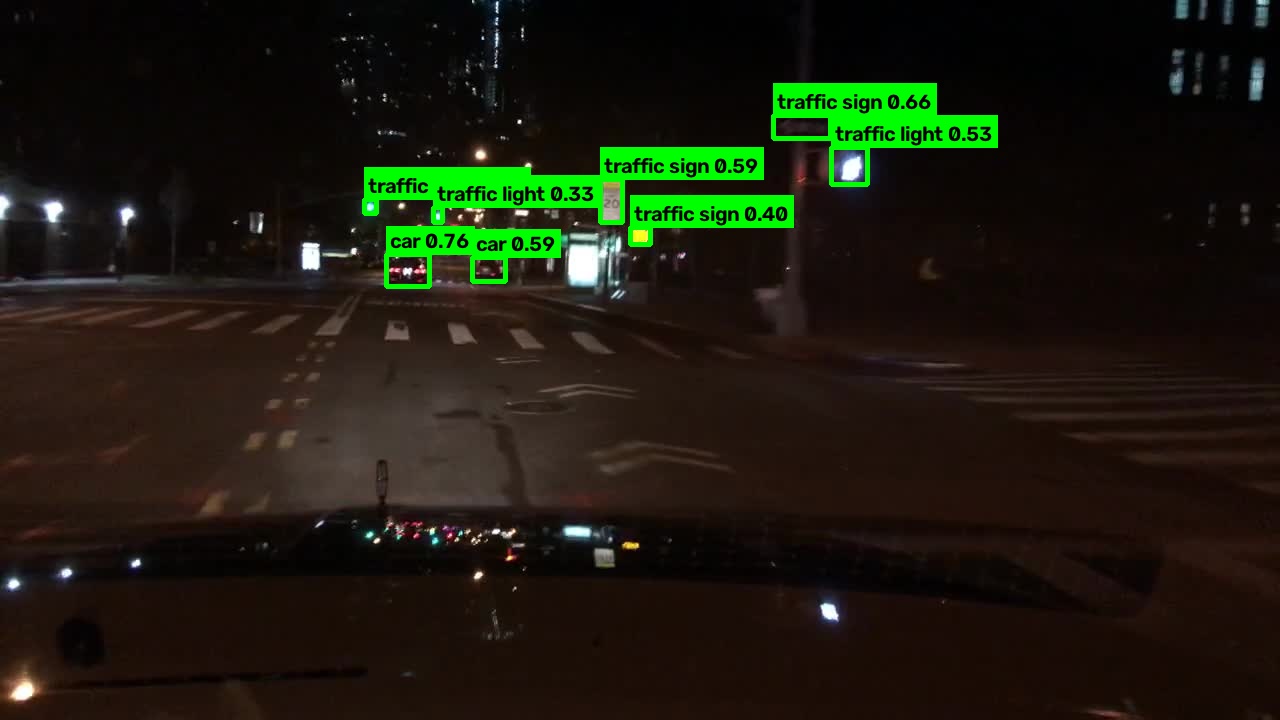 traffic sign 0.66
traffic light 0.53
traffic sign 0.59
traffic
traffic light 0.33
20
traffic sign 0.40
car 0.76
car 0.59